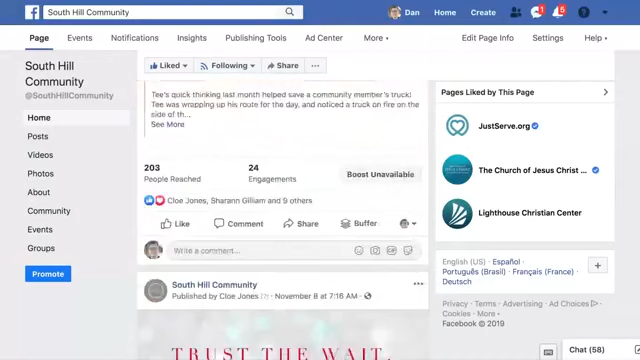 South Hill Community
Dan Home Create 1 5
Page Events Notifications Insights Publishing Tools Ad Center More Edit Page Info Settings Help
South Hill
Community
@SouthHillCommunity
Home
Posts
Videos
Photos
About
Community
Events
Groups
Promote
Liked Following Share ...
Tee's quick thinking last month helped save a community member's truck!
Tee was wrapping up his route for the day, and noticed a truck on fire on the
side of th...
See More
203 24
People Reached Engagements
Boost Unavailable
Cloe Jones, Sharann Gilliam and 9 others
Like Comment Share Buffer
Write a comment...
GIF
South Hill Community
Published by Cloe Jones [?] · November 8 at 7:16 AM ·
TRUST THE WAIT.
Pages Liked by This Page
JustServe.org
The Church of Jesus Christ ...
Lighthouse Christian Center
English (US) · Español ·
Português (Brasil) · Français (France) ·
Deutsch
Privacy · Terms · Advertising · Ad Choices ·
Cookies · More
Facebook © 2019
Chat (58)